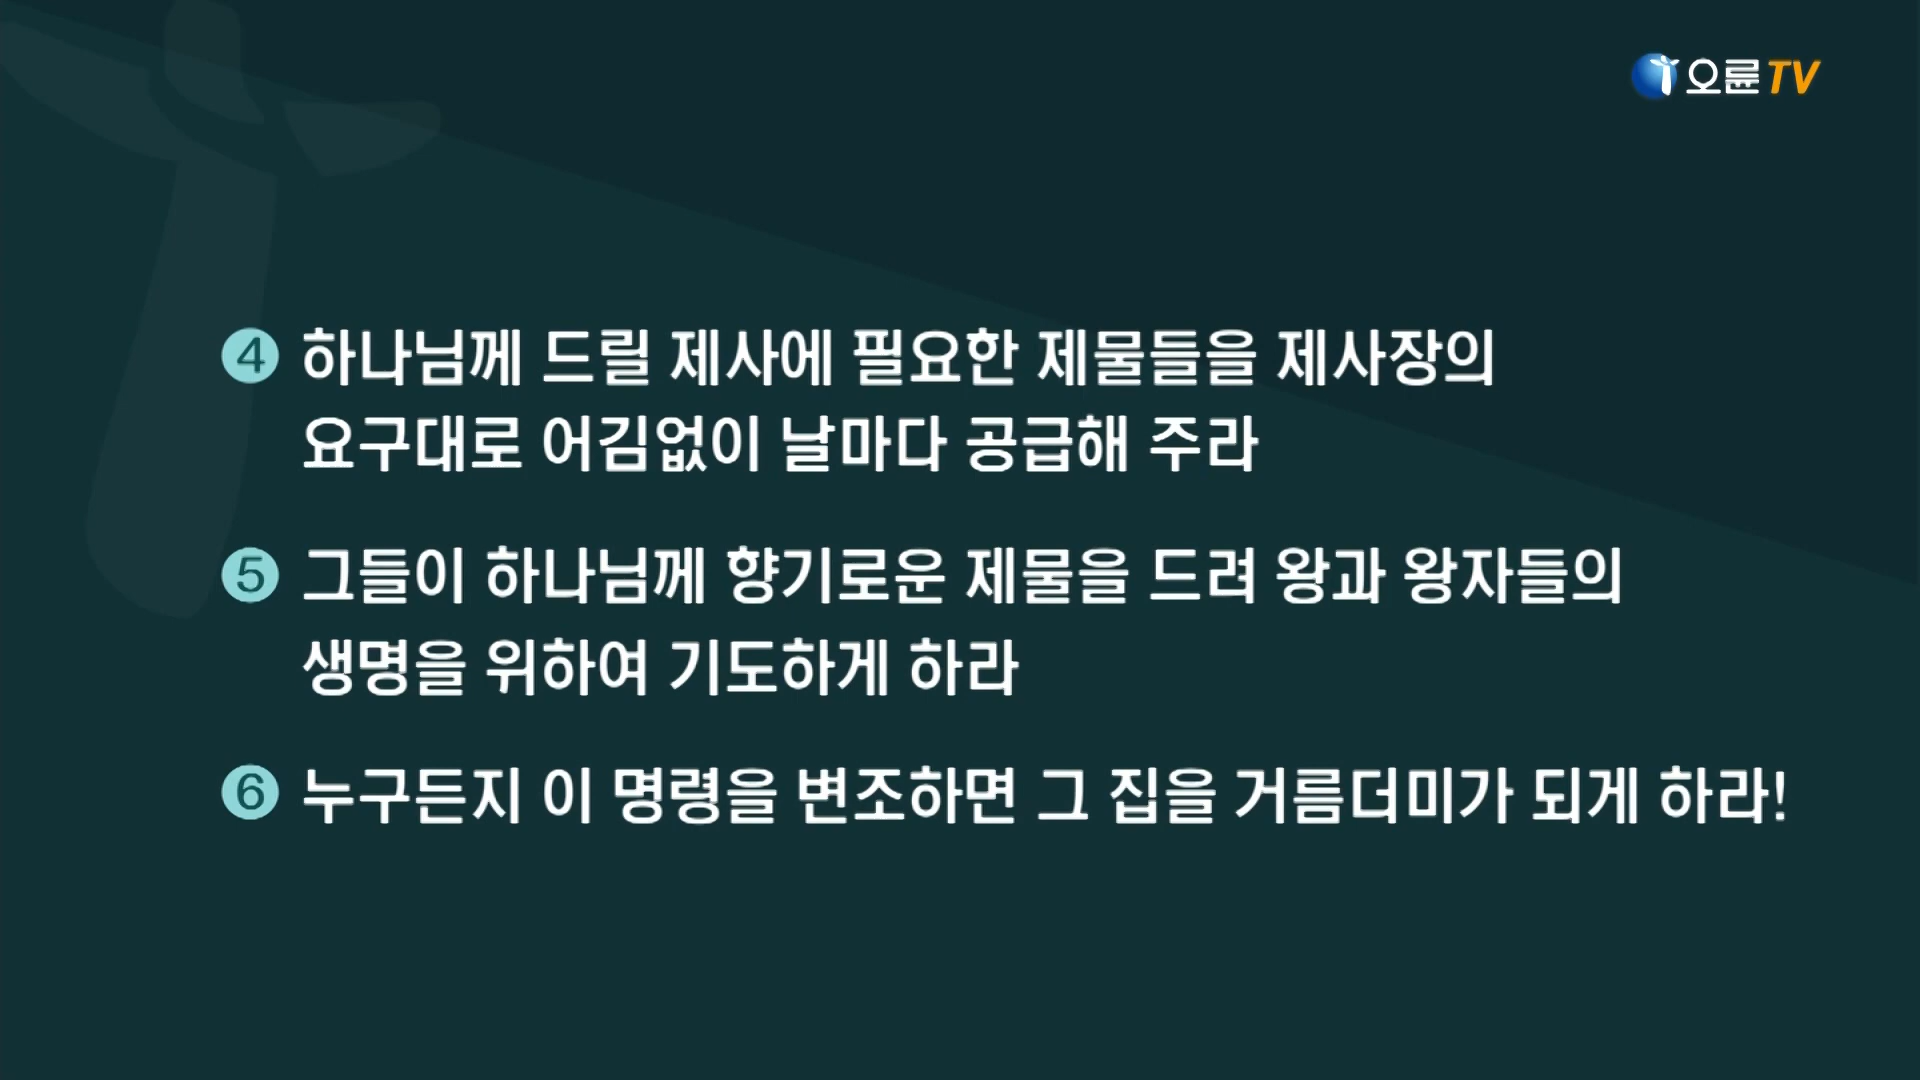 오륜TV
④ 하나님께 드릴 제사에 필요한 제물들을 제사장의
요구대로 어김없이 날마다 공급해 주라
⑤ 그들이 하나님께 향기로운 제물을 드려 왕과 왕자들의
생명을 위하여 기도하게 하라
⑥ 누구든지 이 명령을 변조하면 그 집을 거름더미가 되게 하라!